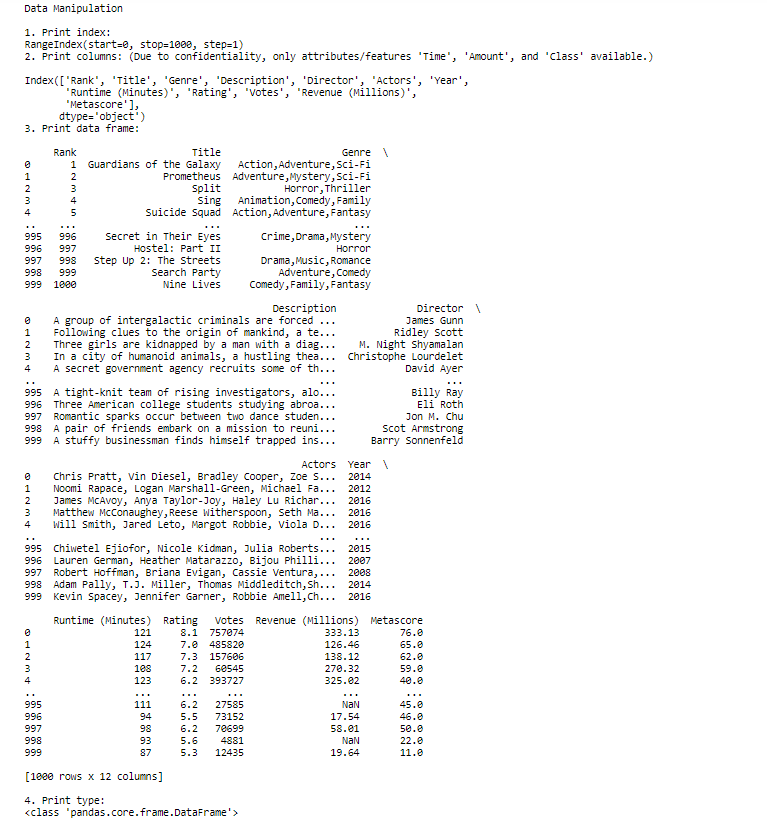 Data Manipulation
1. Print index:
RangeIndex(start=0, stop=1000, step=1)
2. Print columns: (Due to confidentiality, only attributes/features 'Time', 'Amount', and 'Class' available.)
Index(['Rank', 'Title', 'Genre', 'Description', 'Director', 'Actors', 'Year',
'Runtime (Minutes)', 'Rating', 'Votes', 'Revenue (Millions)',
'Metascore'],
dtype='object')
3. Print data frame:
Rank Title Genre \
0 1 Guardians of the Galaxy Action,Adventure,Sci-Fi
1 2 Prometheus Adventure,Mystery,Sci-Fi
2 3 Split Horror,Thriller
3 4 Sing Animation,Comedy,Family
4 5 Suicide Squad Action,Adventure,Fantasy
.. ... ... ...
995 996 Secret in Their Eyes Crime,Drama,Mystery
996 997 Hostel: Part II Horror
997 998 Step Up 2: The Streets Drama,Music,Romance
998 999 Search Party Adventure,Comedy
999 1000 Nine Lives Comedy,Family,Fantasy
Description Director \
0 A group of intergalactic criminals are forced ... James Gunn
1 Following clues to the origin of mankind, a te... Ridley Scott
2 Three girls are kidnapped by a man with a diag... M. Night Shyamalan
3 In a city of humanoid animals, a hustling thea... Christophe Lourdelet
4 A secret government agency recruits some of th... David Ayer
.. ... ...
995 A tight-knit team of rising investigators, alo... Billy Ray
996 Three American college students studying abroa... Eli Roth
997 Romantic sparks occur between two dance studen... Jon M. Chu
998 A pair of friends embark on a mission to reuni... Scot Armstrong
999 A stuffy businessman finds himself trapped ins... Barry Sonnenfeld
Actors Year \
0 Chris Pratt, Vin Diesel, Bradley Cooper, Zoe S... 2014
1 Noomi Rapace, Logan Marshall-Green, Michael Fa... 2012
2 James McAvoy, Anya Taylor-Joy, Haley Lu Richar... 2016
3 Matthew McConaughey,Reese Witherspoon, Seth Ma... 2016
4 Will Smith, Jared Leto, Margot Robbie, Viola D... 2016
.. ... ...
995 Chiwetel Ejiofor, Nicole Kidman, Julia Roberts... 2015
996 Lauren German, Heather Matarazzo, Bijou Philli... 2007
997 Robert Hoffman, Briana Evigan, Cassie Ventura,... 2008
998 Adam Pally, T.J. Miller, Thomas Middleditch,Sh... 2014
999 Kevin Spacey, Jennifer Garner, Robbie Amell,Ch... 2016
Runtime (Minutes) Rating Votes Revenue (Millions) Metascore
0 121 8.1 757074 333.13 76.0
1 124 7.0 485820 126.46 65.0
2 117 7.3 157606 138.12 62.0
3 108 7.2 60545 270.32 59.0
4 123 6.2 393727 325.02 40.0
.. ... ... ... ... ...
995 111 6.2 27585 NaN 45.0
996 94 5.5 73152 17.54 46.0
997 98 6.2 70699 58.01 50.0
998 93 5.6 4881 NaN 22.0
999 87 5.3 12435 19.64 11.0
[1000 rows x 12 columns]
4. Print type:
<class 'pandas.core.frame.DataFrame'>